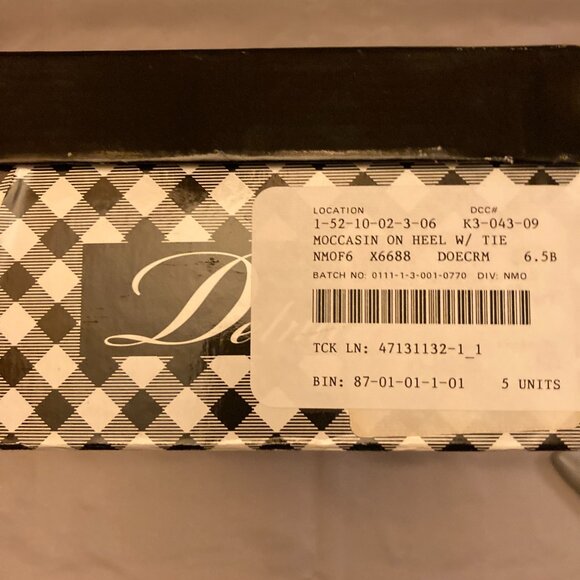 LOCATION DCC#
1-52-10-02-3-06 K3-043-09
MOCCASIN ON HEEL W/ TIE
NMOF6 X6688 DOECRM 6.5B
BATCH NO: 0111-1-3-001-0770 DIV: NMO
TCK LN: 47131132-1_1
BIN: 87-01-01-1-01 5 UNITS